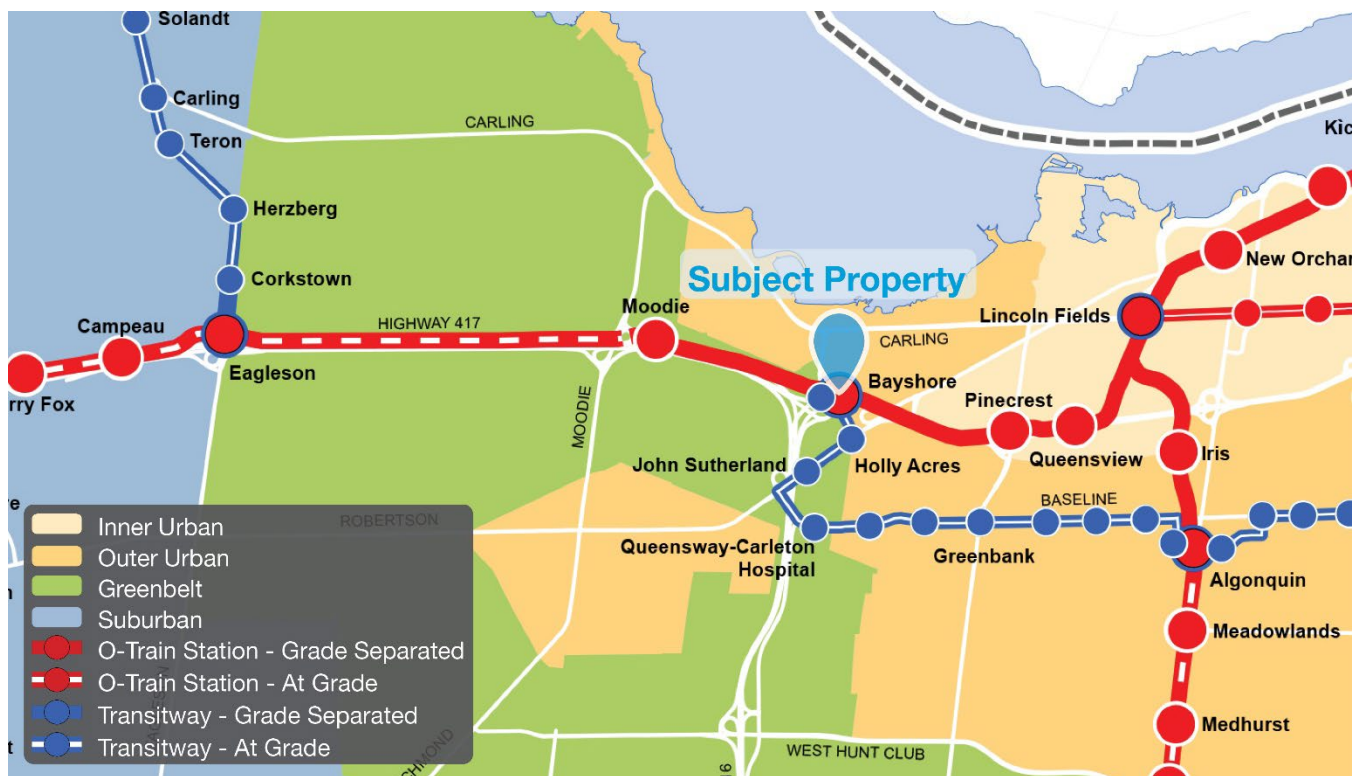 Solandt
Carling
CARLING
Teron
Kic
Herzberg
Subject Property
New Orchar
Corkstown
Moodie
Campeau
HIGHWAY 417
Lincoln Fields
CARLING
Eagleson
Bayshore
rry Fox
MOODIE
Pinecrest
John Sutherland
Holly Acres
Queensview
Iris
BASELINE
Inner Urban
ROBERTSON
Outer Urban
Queensway-Carleton
Hospital
Greenbank
Greenbelt
Algonquin
Suburban
O-Train Station - Grade Separated
Meadowlands
O-Train Station - At Grade
Transitway - Grade Separated
Medhurst
Transitway - At Grade
WEST HUNT CLUB
CHMOND
16